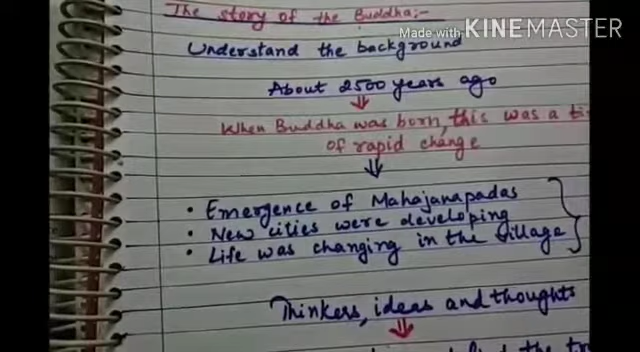 The story of the Buddha:-
Made with KINEMASTER
Understand the background
About 2500 years ago
When Buddha was born, this was a
of rapid change
• Emergence of Mahajanapadas
• New cities were developing
• Life was changing in the village
Thinkers, ideas and thoughts
the